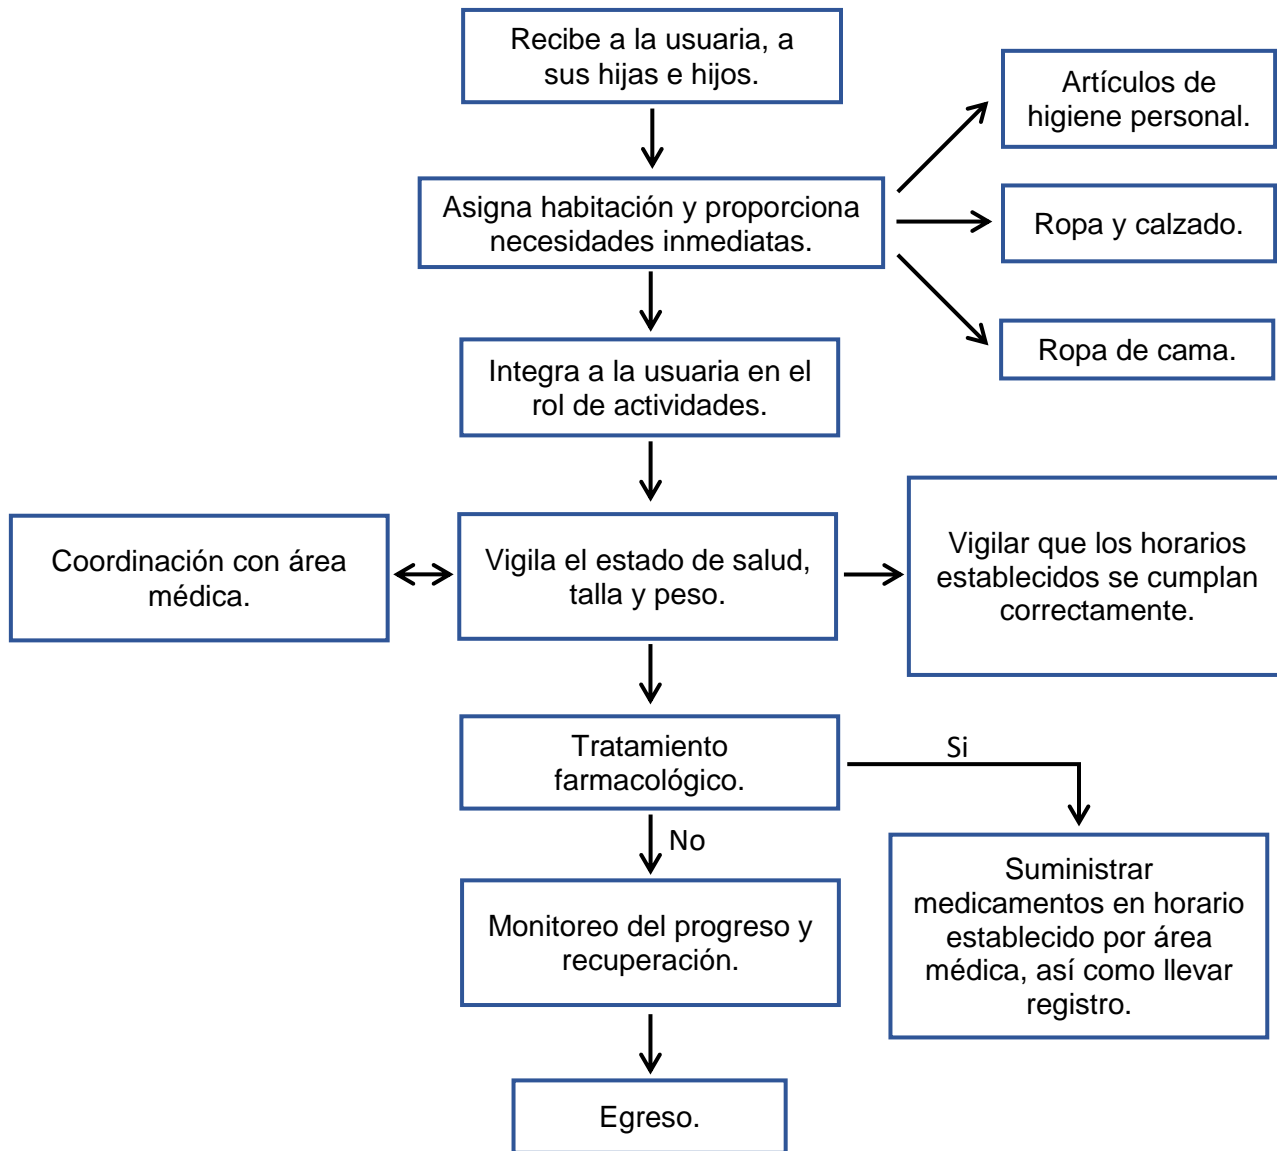 Recibe a la usuaria, a
sus hijas e hijos.
Artículos de
higiene personal.
Asigna habitación y proporciona
necesidades inmediatas.
Ropa y calzado.
Ropa de cama.
Integra a la usuaria en el
rol de actividades.
Coordinación con área
médica.
Vigila el estado de salud,
talla y peso.
Vigilar que los horarios
establecidos se cumplan
correctamente.
Tratamiento
farmacológico.
Si
No
Suministrar
medicamentos en horario
establecido por área
médica, así como llevar
registro.
Monitoreo del progreso y
recuperación.
Egreso.